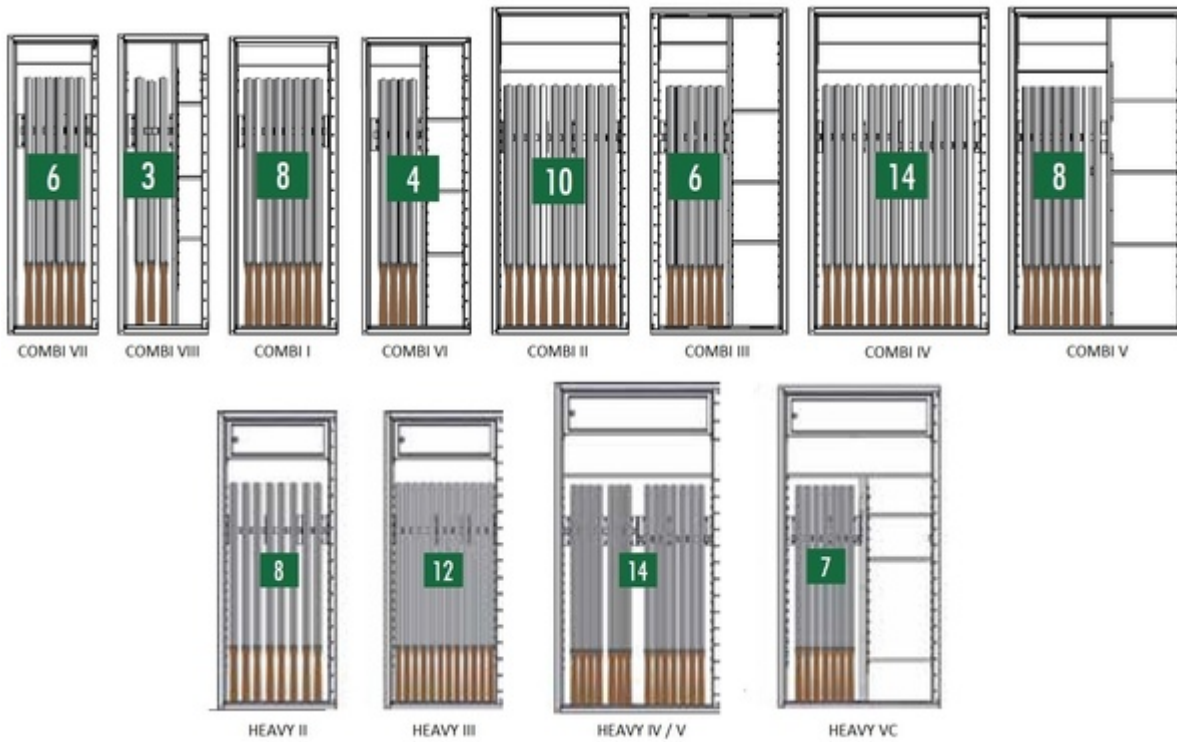 6 3 8 4 10 6 14 8
COMBI VII COMBI VIII COMBI I COMBI VI COMBI II COMBI III COMBI IV COMBI V
8 12 14 7
HEAVY II HEAVY III HEAVY IV / V HEAVY VC